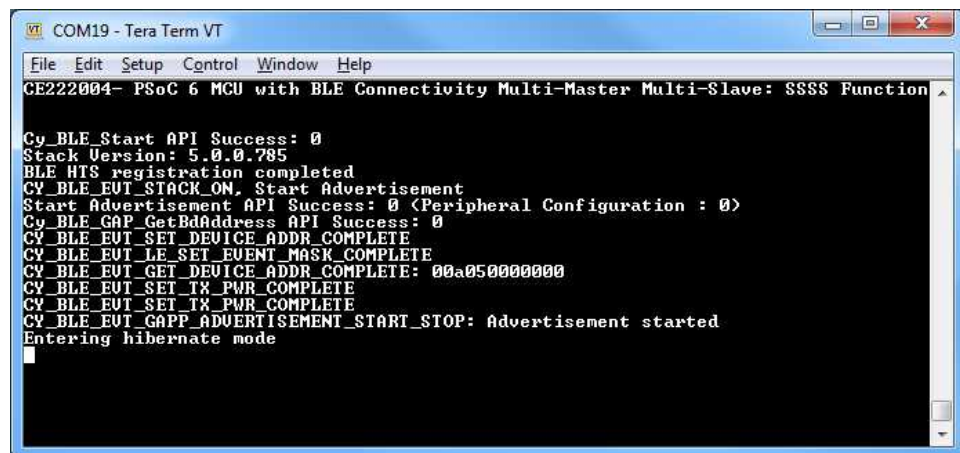 COM19 - Tera Term VT
File Edit Setup Control Window Help
CE222004- PSoC 6 MCU with BLE Connectivity Multi-Master Multi-Slave: SSSS Function
Cy_BLE_Start API Success: 0
Stack Version: 5.0.0.785
BLE HTS registration completed
CY_BLE_EVT_STACK_ON, Start Advertisement
Start Advertisement API Success: 0 (Peripheral Configuration : 0)
Cy_BLE_GAP_GetBdAddress API Success: 0
CY_BLE_EVT_SET_DEVICE_ADDR_COMPLETE
CY_BLE_EVT_LE_SET_EVENT_MASK_COMPLETE
CY_BLE_EVT_GET_DEVICE_ADDR_COMPLETE: 00a050000000
CY_BLE_EVT_SET_TX_PWR_COMPLETE
CY_BLE_EVT_SET_TX_PWR_COMPLETE
CY_BLE_EVT_GAPP_ADVERTISEMENT_START_STOP: Advertisement started
Entering hibernate mode